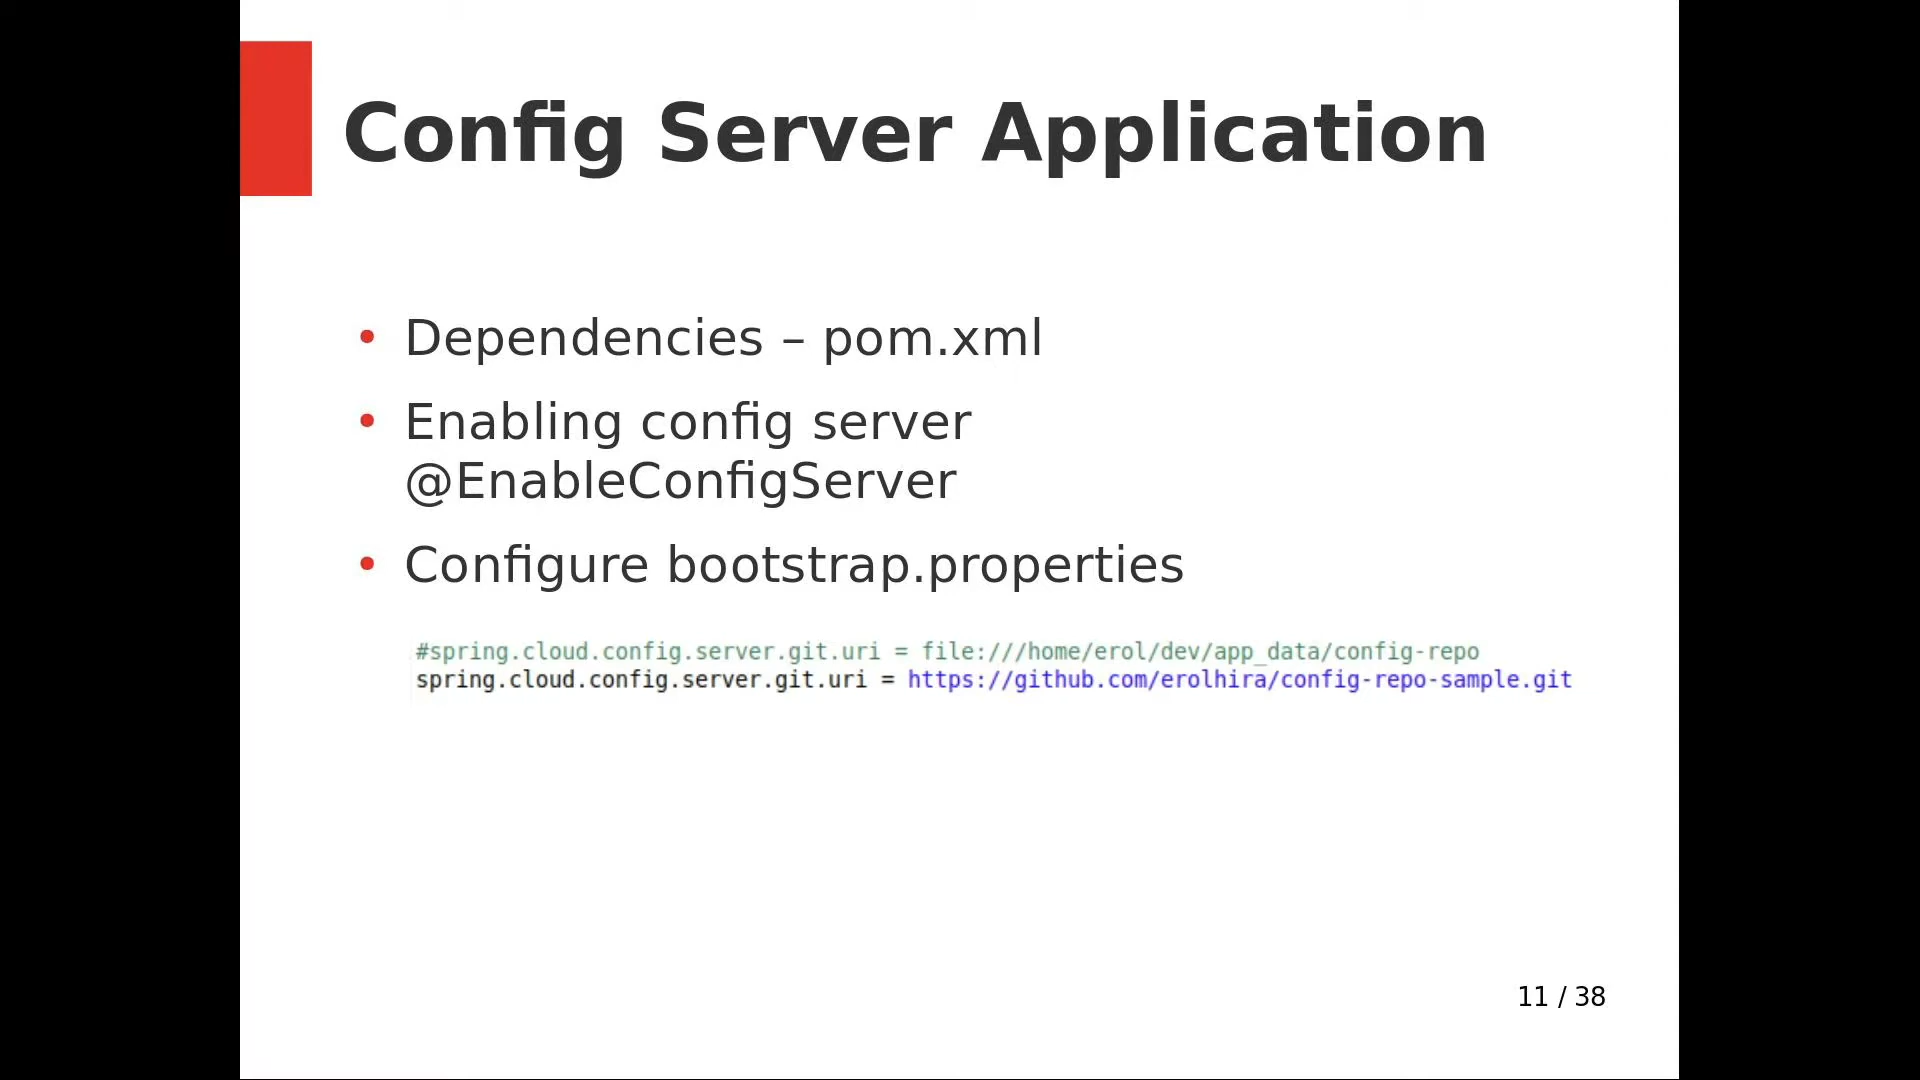 Config Server Application
• Dependencies – pom.xml
• Enabling config server
@EnableConfigServer
• Configure bootstrap.properties
#spring.cloud.config.server.git.uri = file:///home/erol/dev/app_data/config-repo
spring.cloud.config.server.git.uri = https://github.com/erolhira/config-repo-sample.git
11 / 38